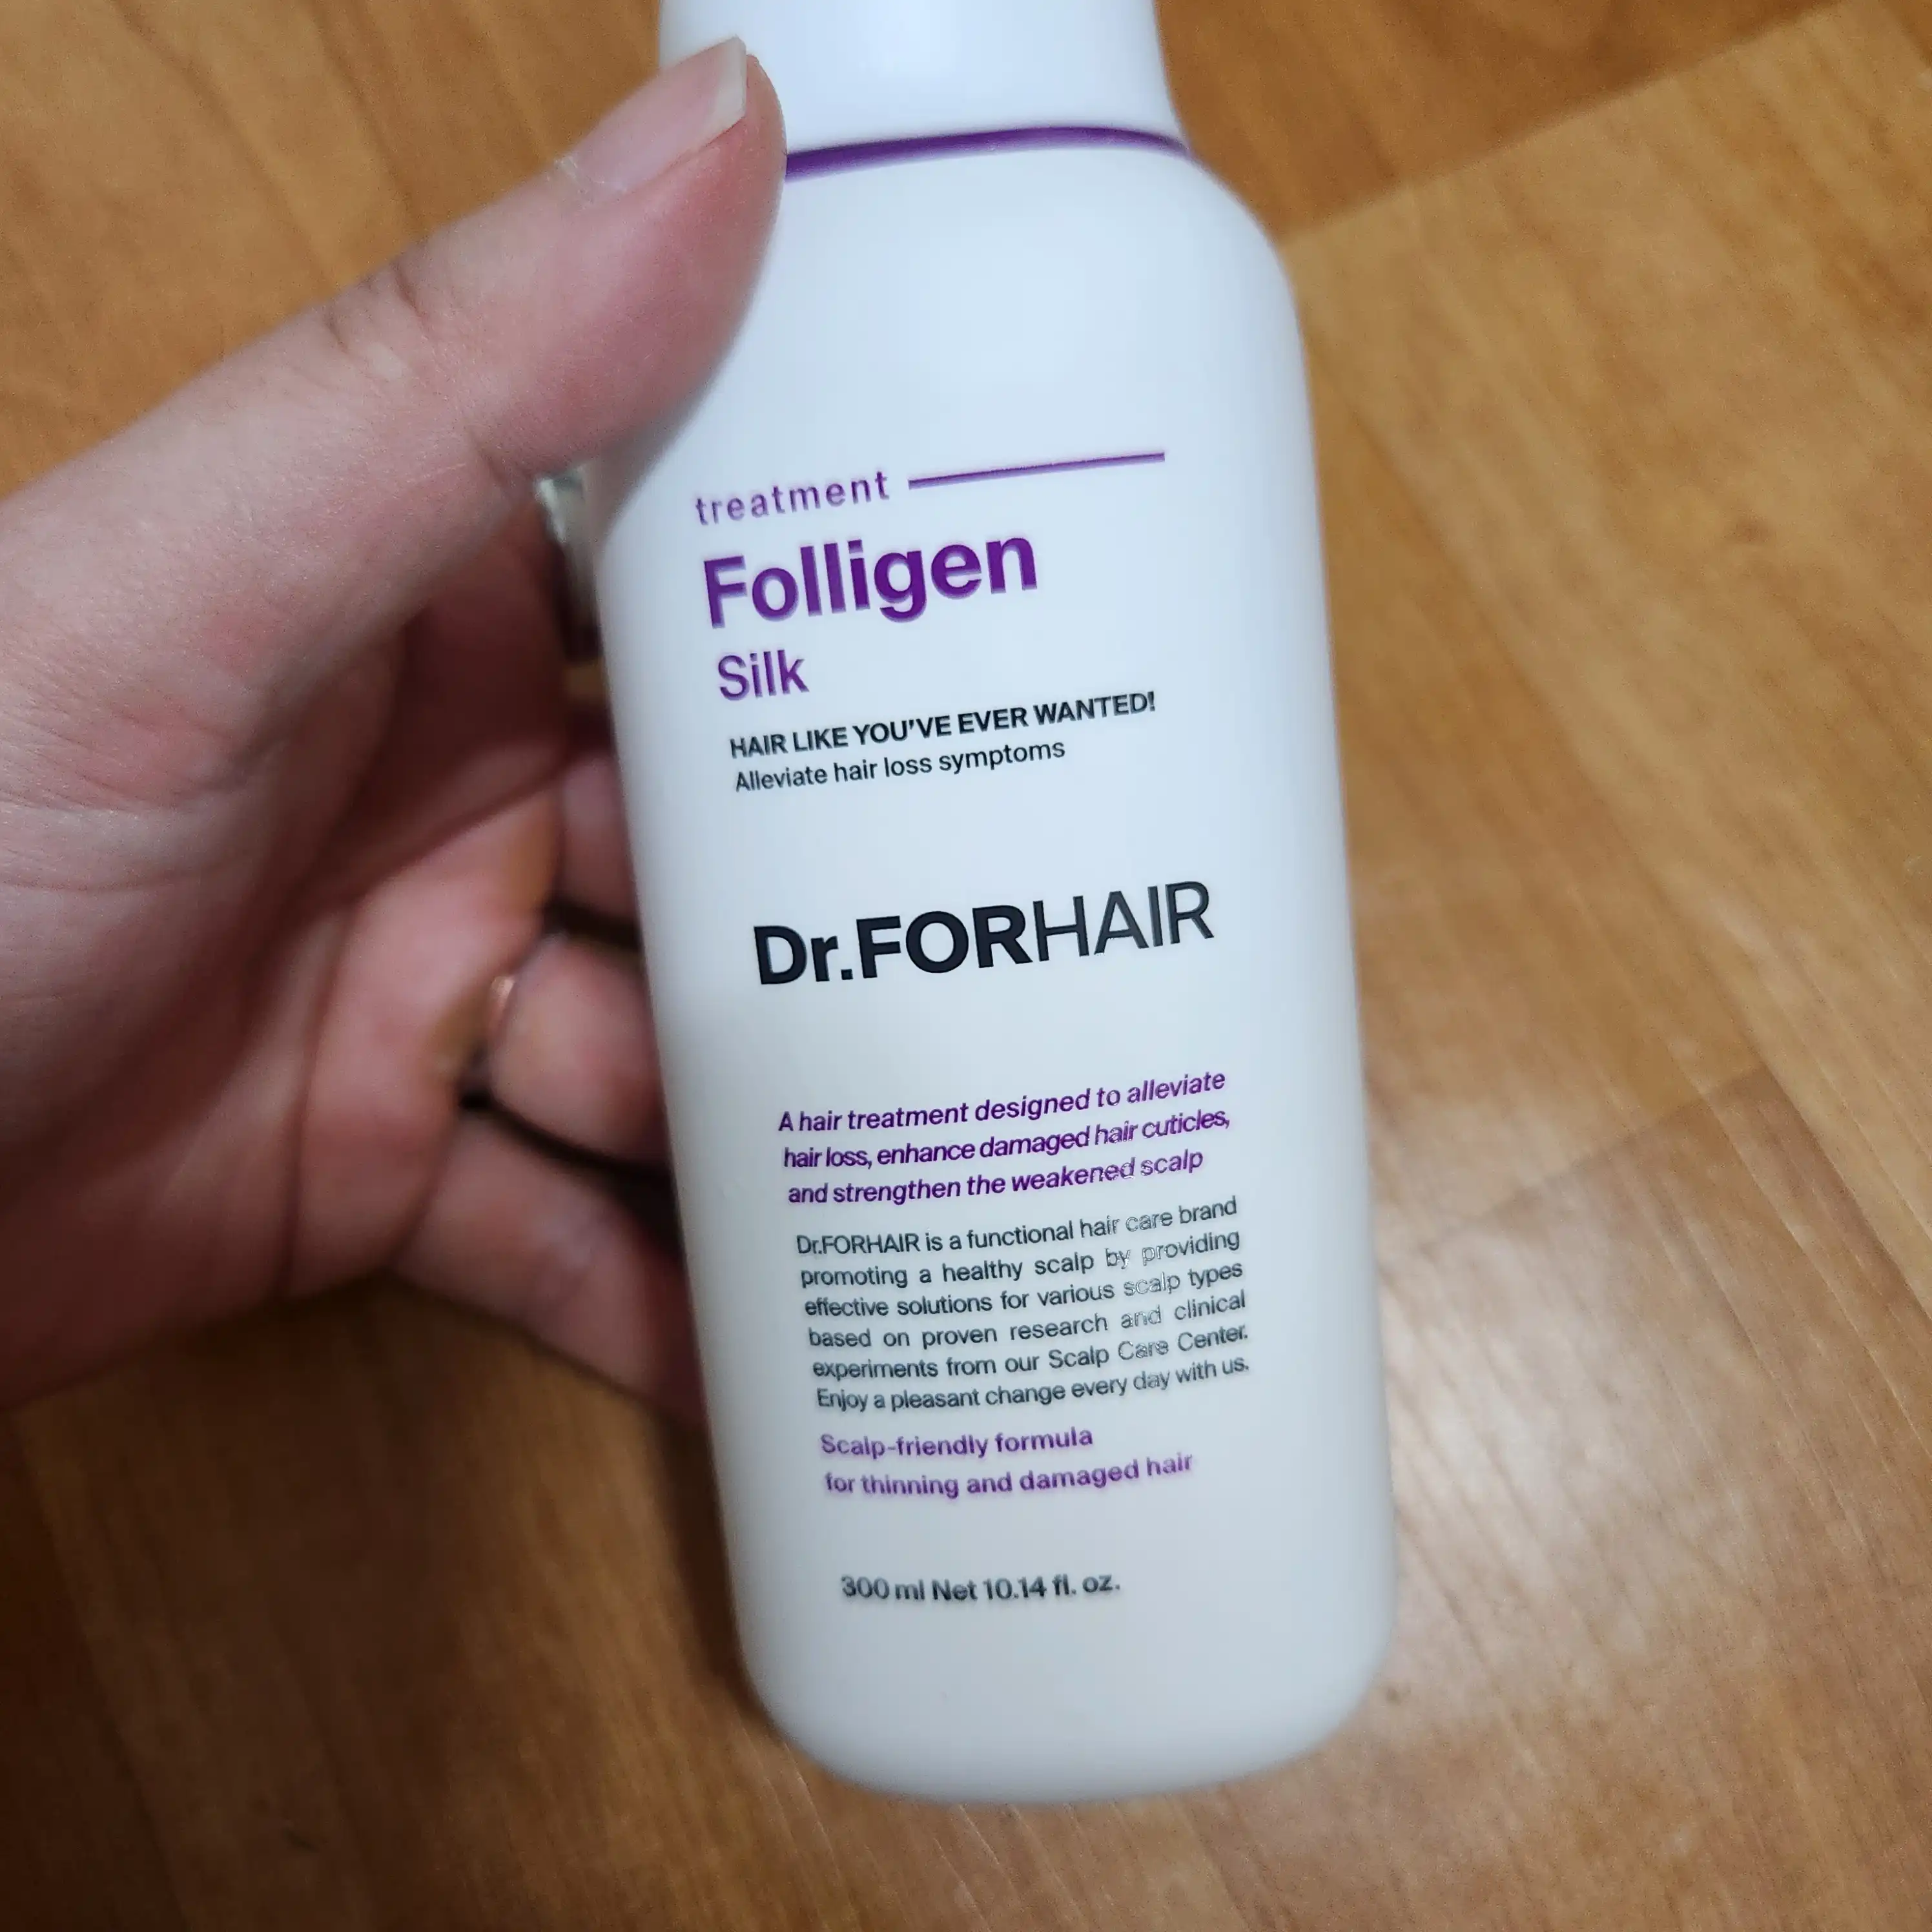 treatment
Folligen
Silk
HAIR LIKE YOU'VE EVER WANTED!
Alleviate hair loss symptoms
Dr.FORHAIR
A hair treatment designed to alleviate
hair loss, enhance damaged hair cuticles,
and strengthen the weakened scalp
Dr.FORHAIR is a functional hair care brand
promoting a healthy scalp by providing
effective solutions for various scalp types
based on proven research and clinical
experiments from our Scalp Care Center.
Enjoy a pleasant change every day with us.
Scalp-friendly formula
for thinning and damaged hair
300 ml Net 10.14 fl. oz.